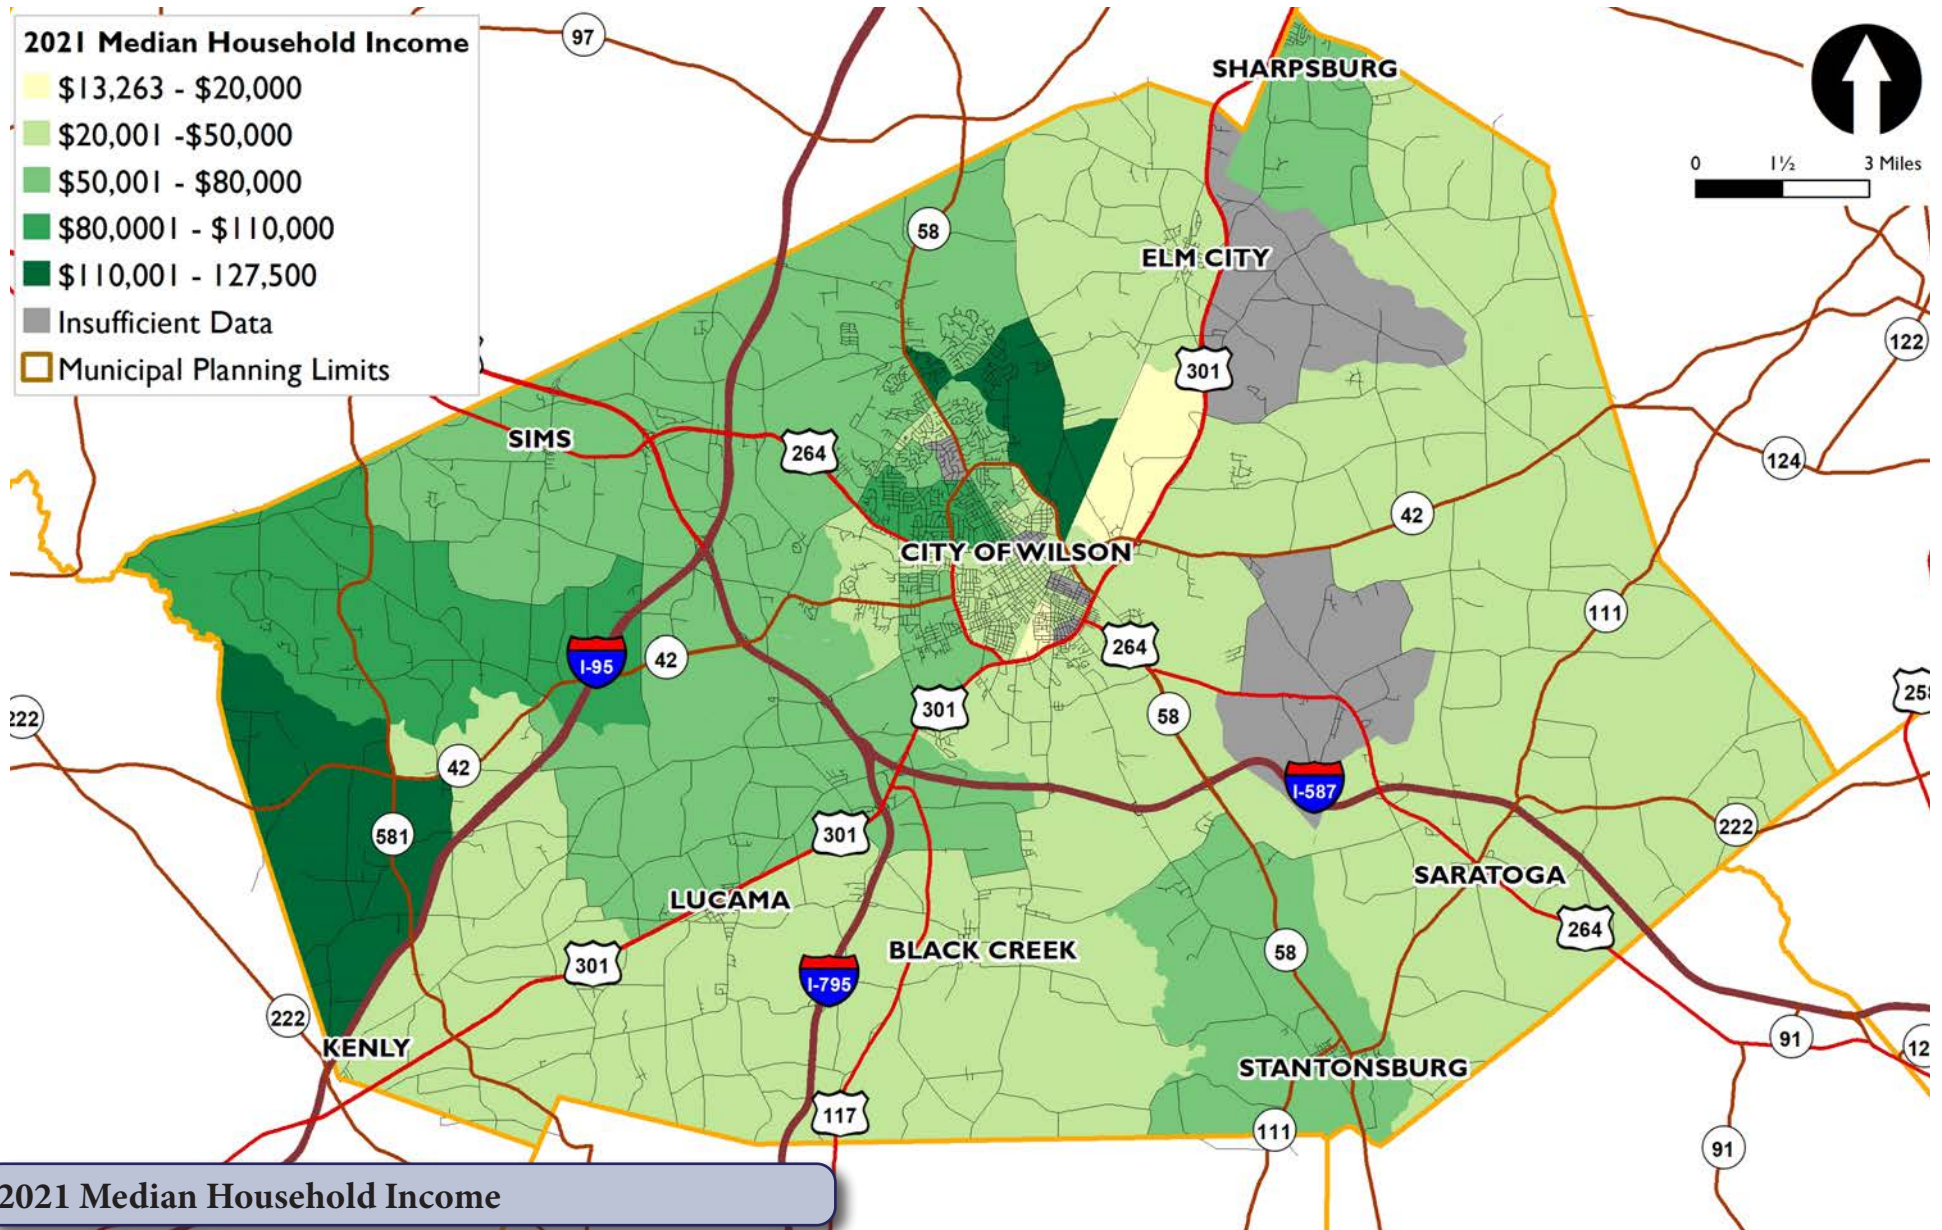 2021 Median Household Income
$13,263 - $20,000
$20,001 -$50,000
$50,001 - $80,000
$80,0001 - $110,000
$110,001 - 127,500
Insufficient Data
Municipal Planning Limits
97
SHARPSBURG
0 1½ 3 Miles
58
ELM CITY
122
301
SIMS
264
124
42
CITY OF WILSON
111
I-95
42
264
222
301
58
258
42
I-587
581
301
222
SARATOGA
LUCAMA
264
BLACK CREEK
58
301
I-795
222
KENLY
91
12
STANTONSBURG
117
111
91
2021 Median Household Income